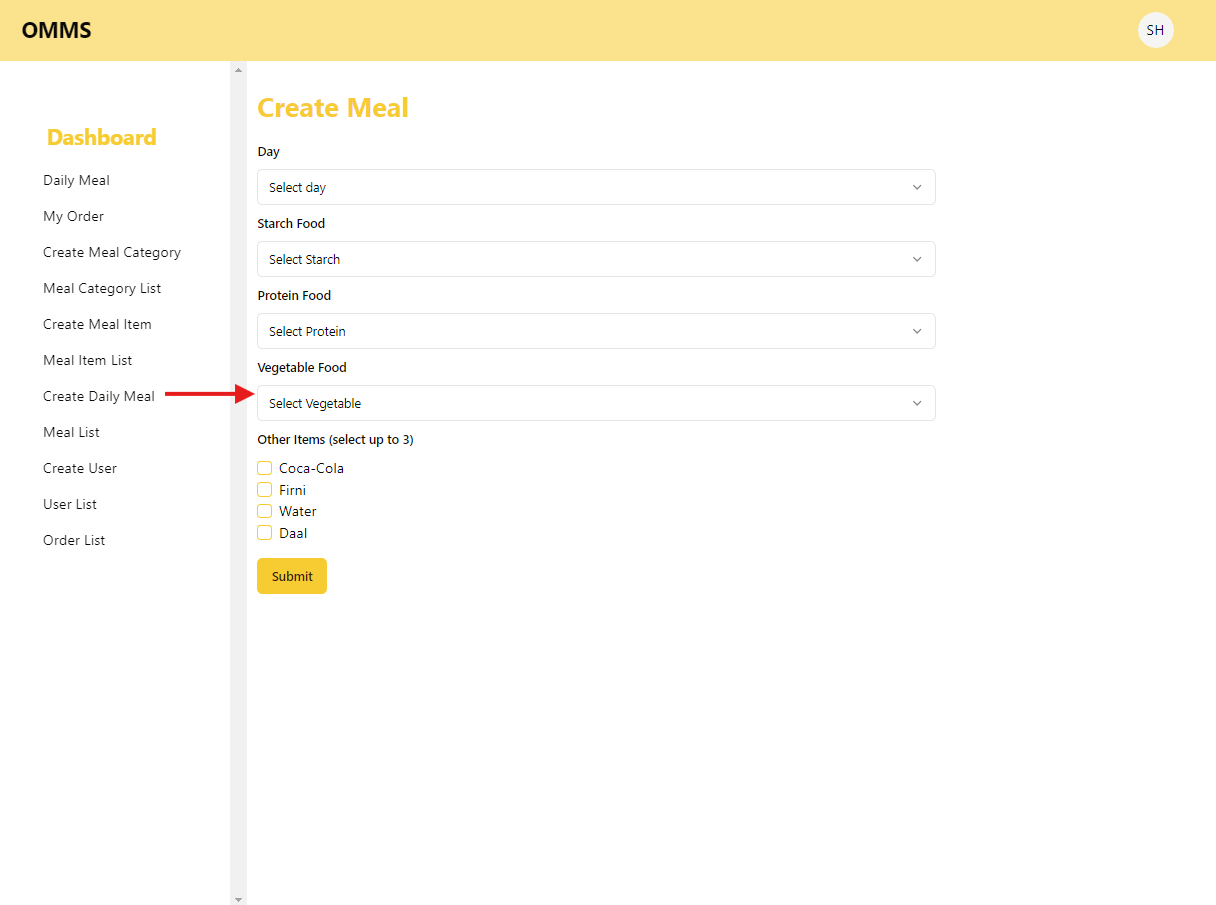 OMMS
SH
Dashboard
Daily Meal
My Order
Create Meal Category
Meal Category List
Create Meal Item
Meal Item List
Create Daily Meal
Meal List
Create User
User List
Order List
Create Meal
Day
Select day
Starch Food
Select Starch
Protein Food
Select Protein
Vegetable Food
Select Vegetable
Other Items (select up to 3)
Coca-Cola
Firni
Water
Daal
Submit